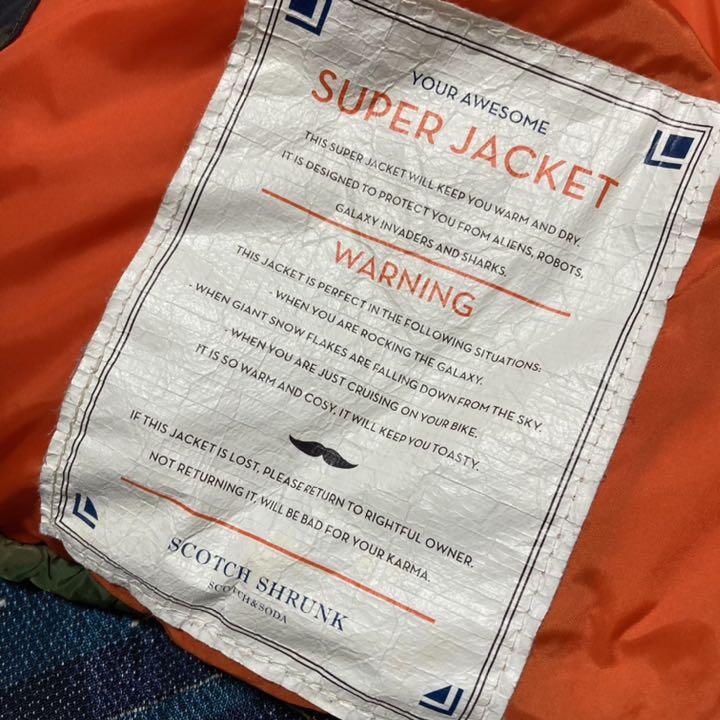 YOUR AWESOME
SUPER JACKET
THIS SUPER JACKET WILL KEEP YOU WARM AND DRY.
IT IS DESIGNED TO PROTECT YOU FROM ALIENS, ROBOTS,
GALAXY INVADERS AND SHARKS.
WARNING
THIS JACKET IS PERFECT IN THE FOLLOWING SITUATIONS:
- WHEN YOU ARE ROCKING THE GALAXY.
- WHEN GIANT SNOW FLAKES ARE FALLING DOWN FROM THE SKY.
- WHEN YOU ARE JUST CRUISING ON YOUR BIKE.
IT IS SO WARM AND COSY, IT WILL KEEP YOU TOASTY.
IF THIS JACKET IS LOST, PLEASE RETURN TO RIGHTFUL OWNER.
NOT RETURNING IT, WILL BE BAD FOR YOUR KARMA.
SCOTCH SHRUNK
SCOTCH&SODA